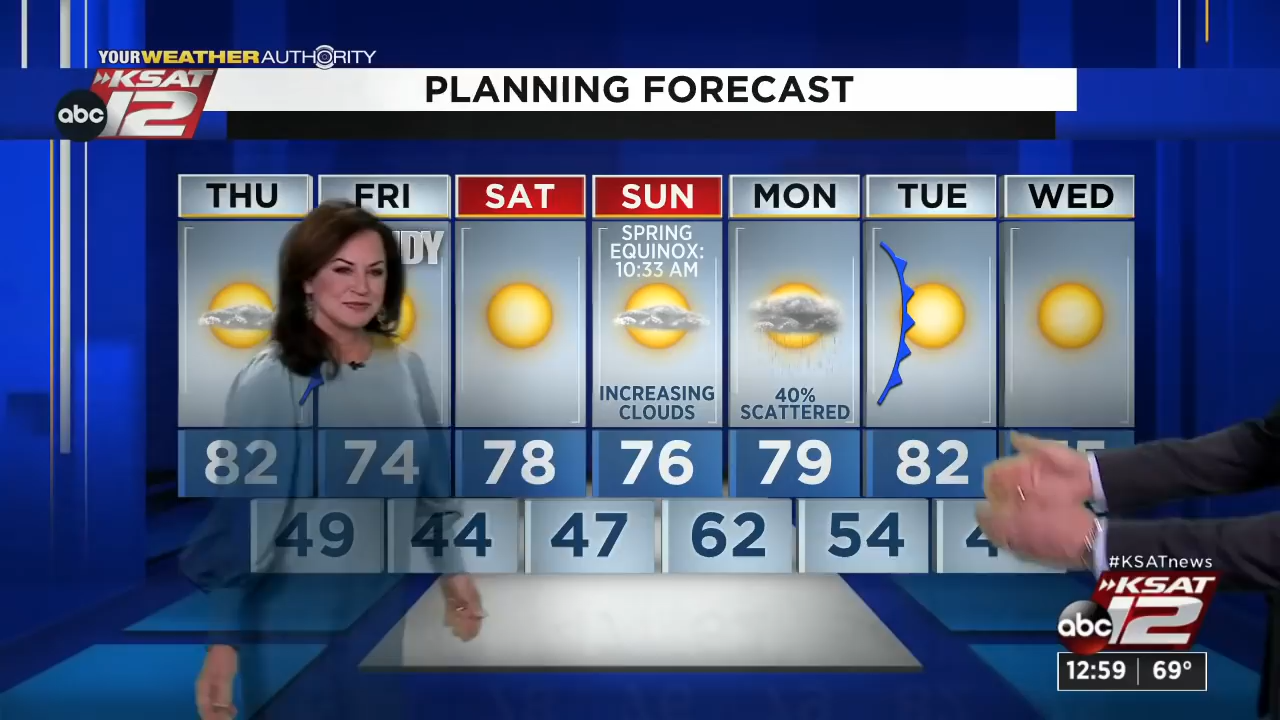 YOURWEATHERAUTHORITY
KSAT
abc 12
PLANNING FORECAST
THU FRI SAT SUN MON TUE WED
SPRING
EQUINOX:
10:33 AM
INCREASING
CLOUDS
40%
SCATTERED
82 74 78 76 79 82
49 44 47 62 54
#KSATnews
KSAT
abc 12
12:59 69°